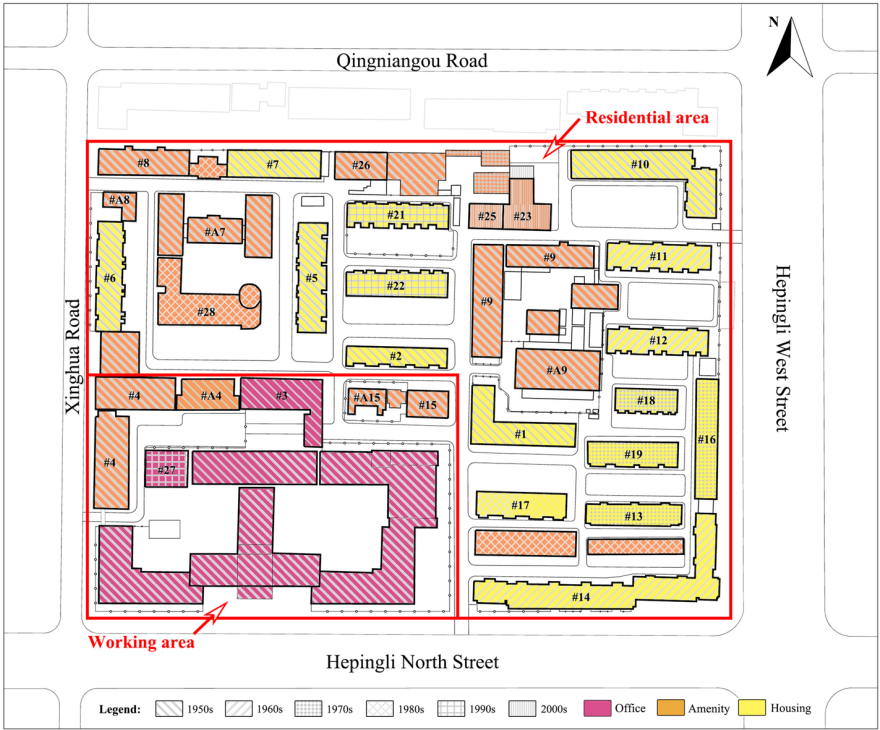 N
Qingniangou Road
Residential area
#8
#7
#26
#10
#A8
#21
#25
#23
#A7
#6
#5
#9
#11
#9
#22
#28
#12
#2
#A9
#4
#A4
#3
#A15
#15
#18
#16
#4
#1
#19
#27
#17
#13
#14
Xinghua Road
Hepingli West Street
Working area
Hepingli North Street
Legend: 1950s 1960s 1970s 1980s 1990s 2000s Office Amenity Housing